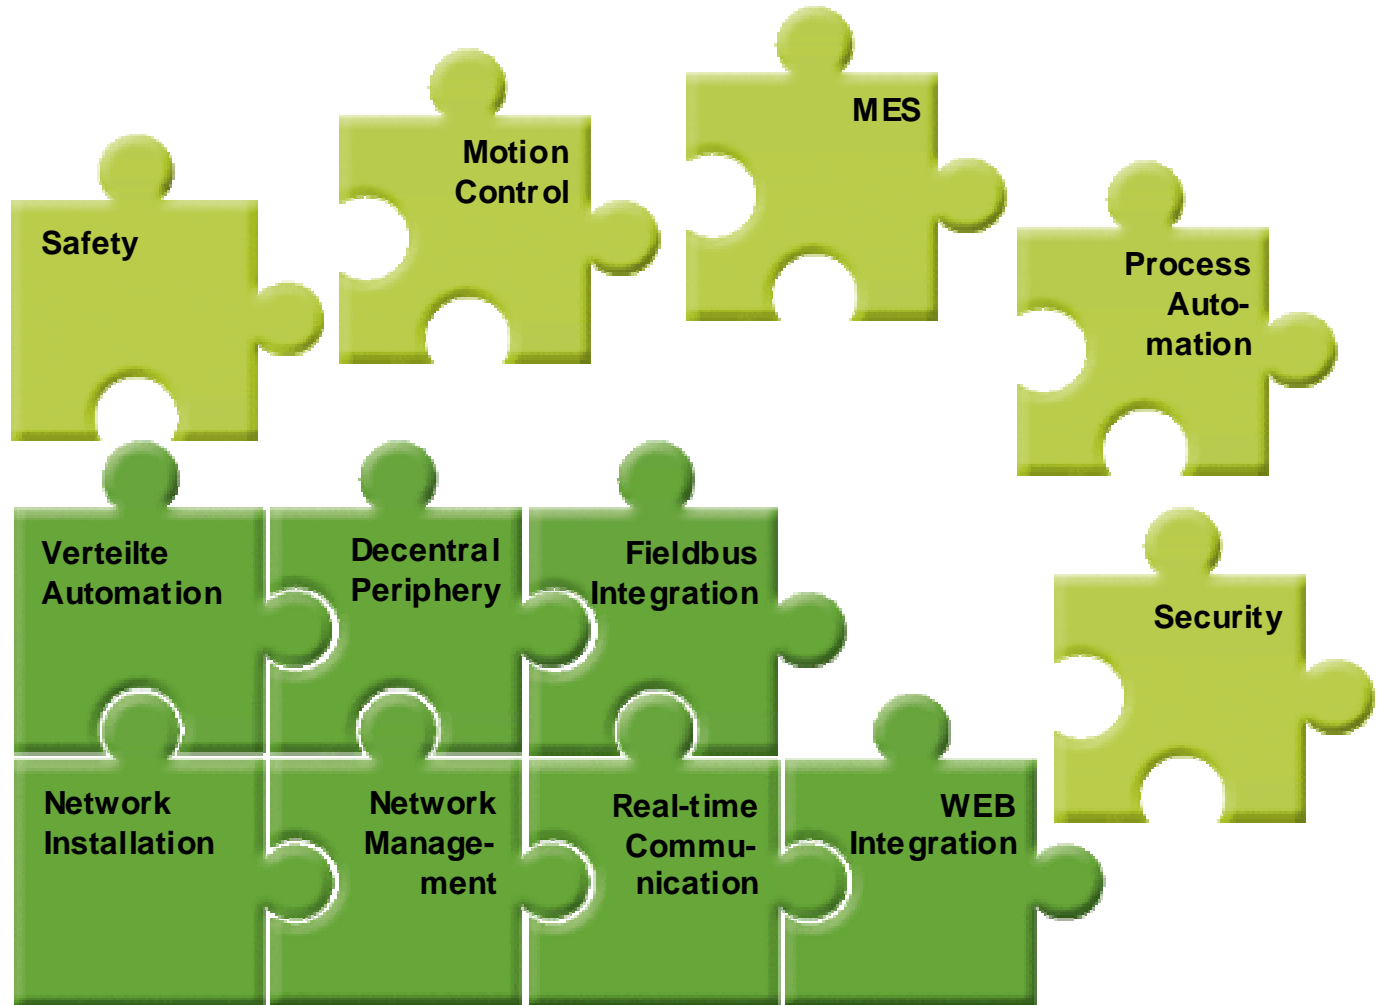 MES
Motion
Control
Safety
Process
Auto-
mation
Verteilte
Automation
Decentral
Periphery
Fieldbus
Integration
Security
Network
Installation
Network
Manage-
ment
Real-time
Commu-
nication
WEB
Integration